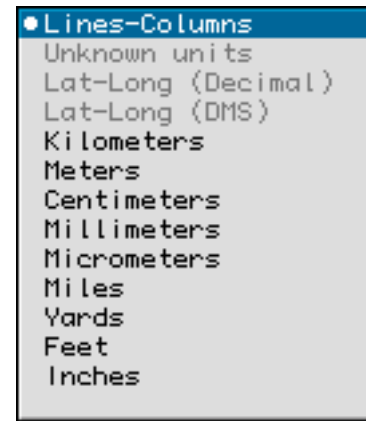 Lines-Columns
Unknown units
Lat-Long (Decimal)
Lat-Long (DMS)
Kilometers
Meters
Centimeters
Millimeters
Micrometers
Miles
Yards
Feet
Inches